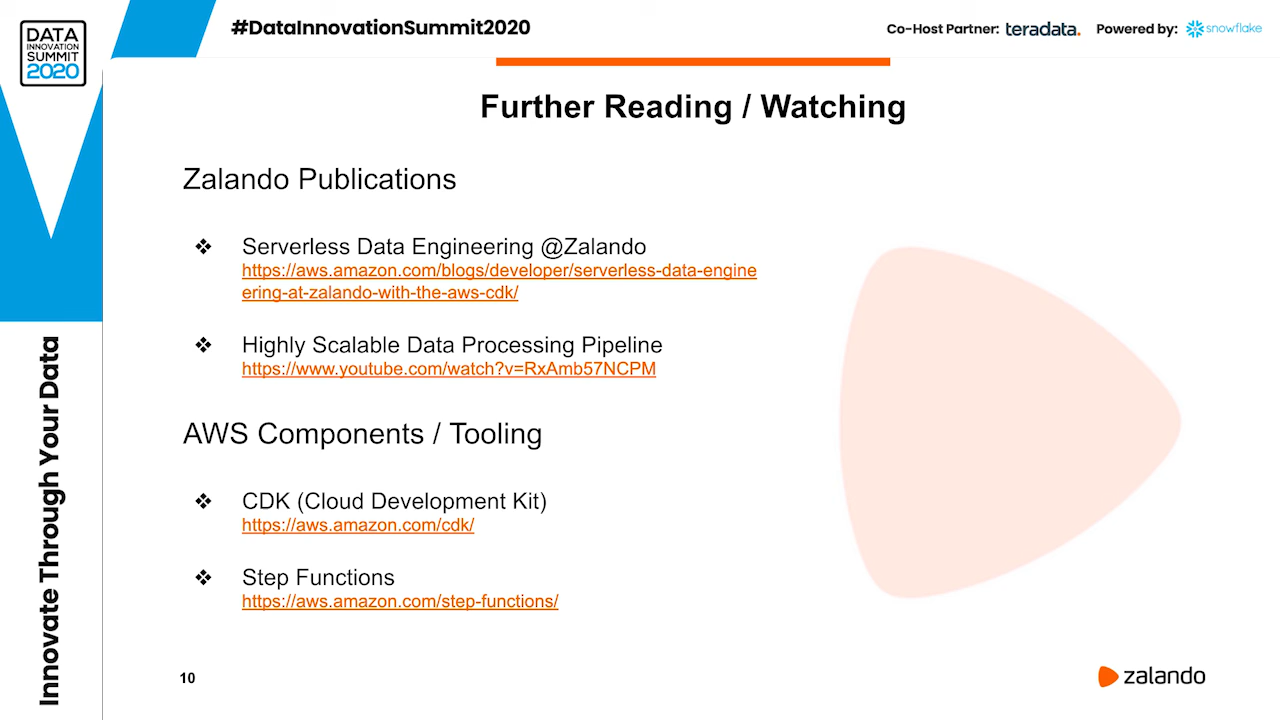 DATA
INNOVATION
SUMMIT
2020
#DataInnovationSummit2020
Co-Host Partner: teradata. Powered by: snowflake
Further Reading / Watching
Zalando Publications
❖ Serverless Data Engineering @Zalando
https://aws.amazon.com/blogs/developer/serverless-data-engine
ering-at-zalando-with-the-aws-cdk/
❖ Highly Scalable Data Processing Pipeline
https://www.youtube.com/watch?v=RxAmb57NCPM
AWS Components / Tooling
❖ CDK (Cloud Development Kit)
https://aws.amazon.com/cdk/
❖ Step Functions
https://aws.amazon.com/step-functions/
Innovate Through Your Data
10
zalando